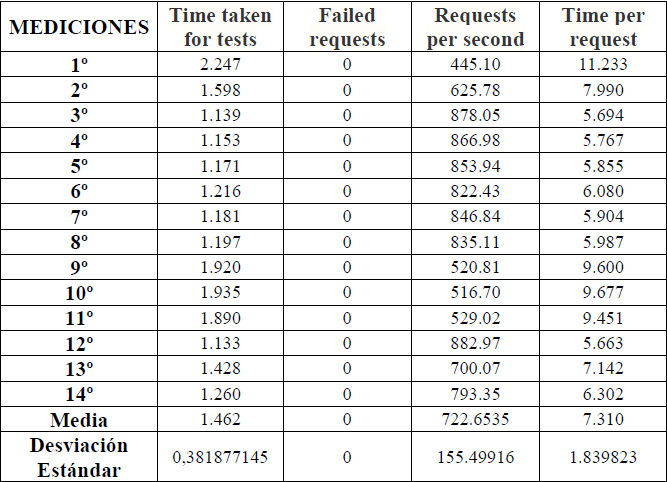 MEDICIONES Time taken for tests Failed requests Requests per second Time per request
1º 2.247 0 445.10 11.233
2º 1.598 0 625.78 7.990
3º 1.139 0 878.05 5.694
4º 1.153 0 866.98 5.767
5º 1.171 0 853.94 5.855
6º 1.216 0 822.43 6.080
7º 1.181 0 846.84 5.904
8º 1.197 0 835.11 5.987
9º 1.920 0 520.81 9.600
10º 1.935 0 516.70 9.677
11º 1.890 0 529.02 9.451
12º 1.133 0 882.97 5.663
13º 1.428 0 700.07 7.142
14º 1.260 0 793.35 6.302
Media 1.462 0 722.6535 7.310
Desviación Estándar 0,381877145 0 155.49916 1.839823